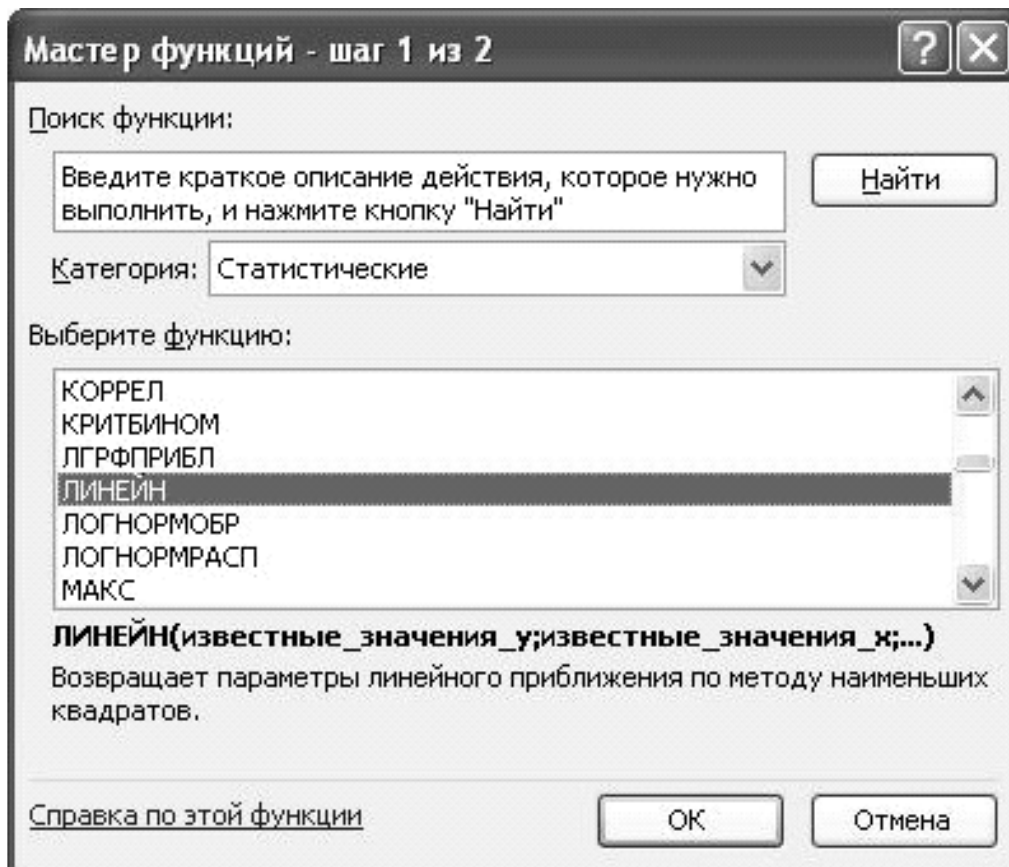 Мастер функций - шаг 1 из 2
Поиск функции:
Введите краткое описание действия, которое нужно
выполнить, и нажмите кнопку "Найти"
Найти
Категория: Статистические
Выберите функцию:
КОРРЕЛ
КРИТБИНОМ
ЛГРФПРИБЛ
ЛИНЕЙН
ЛОГНОРМОБР
ЛОГНОРМРАСП
МАКС
ЛИНЕЙН(известные_значения_y;известные_значения_x;...)
Возвращает параметры линейного приближения по методу наименьших
квадратов.
Справка по этой функции
ОК
Отмена